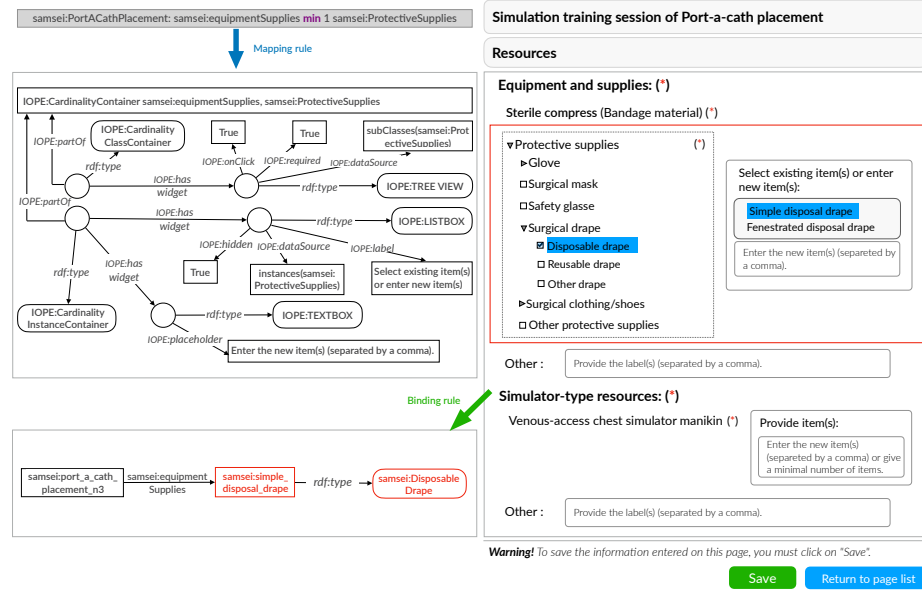 samsei:PortACathPlacement: samsei:equipmentSupplies min 1 samsei:ProtectiveSupplies
Mapping rule
IOPE:CardinalityContainer samsei:equipmentSupplies, samsei:ProtectiveSupplies
IOPE:partOf
IOPE:Cardinality
ClassContainer
True
True
subClasses(samsei:Prot
ectiveSupplies)
IOPE:onClick
IOPE:required
IOPE:dataSource
rdf:type
IOPE:has
widget
rdf:type
IOPE:TREE VIEW
IOPE:partOf
IOPE:has
widget
rdf:type
IOPE:LISTBOX
IOPE:hidden
IOPE:dataSource
IOPE:label
rdf:type
IOPE:has
widget
True
instances(samsei:
ProtectiveSupplies)
Select existing item(s)
or enter new item(s)
IOPE:Cardinality
InstanceContainer
rdf:type
IOPE:TEXTBOX
IOPE:placeholder
Enter the new item(s) (separated by a comma).
Binding rule
samsei:port_a_cath_
placement_n3
samsei:equipment
Supplies
samsei:simple_
disposal_drape
rdf:type
samsei:Disposable
Drape
Simulation training session of Port-a-cath placement
Resources
Equipment and supplies: (*)
Sterile compress (Bandage material) (*)
Protective supplies (*)
Glove
Surgical mask
Safety glasse
Surgical drape
Disposable drape
Reusable drape
Other drape
Surgical clothing/shoes
Other protective supplies
Select existing item(s) or enter
new item(s):
Simple disposal drape
Fenestrated disposal drape
Enter the new item(s) (separeted by
a comma).
Other :
Provide the label(s) (separated by a comma).
Simulator-type resources: (*)
Venous-access chest simulator manikin (*)
Provide item(s):
Enter the new item(s)
(separeted by a comma) or give
a minimal number of items.
Other :
Provide the label(s) (separated by a comma).
Warning! To save the information entered on this page, you must click on "Save".
Save
Return to page list